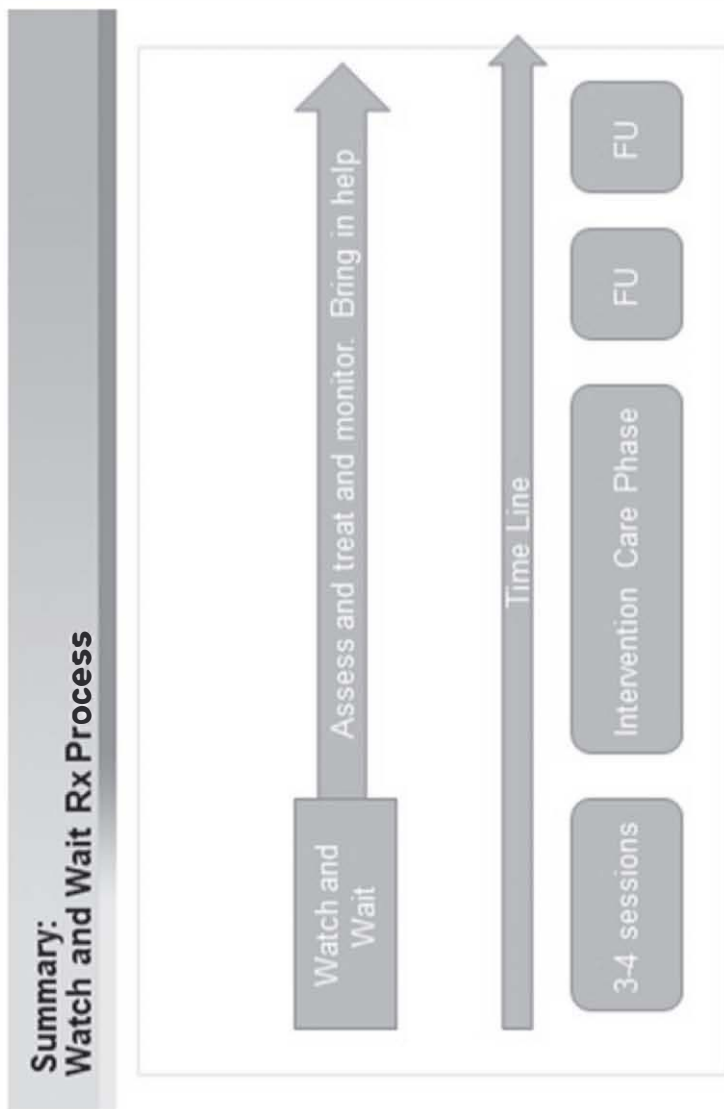 Summary:
Watch and Wait Rx Process
Watch and
Wait
Assess and treat and monitor. Bring in help
Time Line
3-4 sessions
Intervention Care Phase
FU
FU